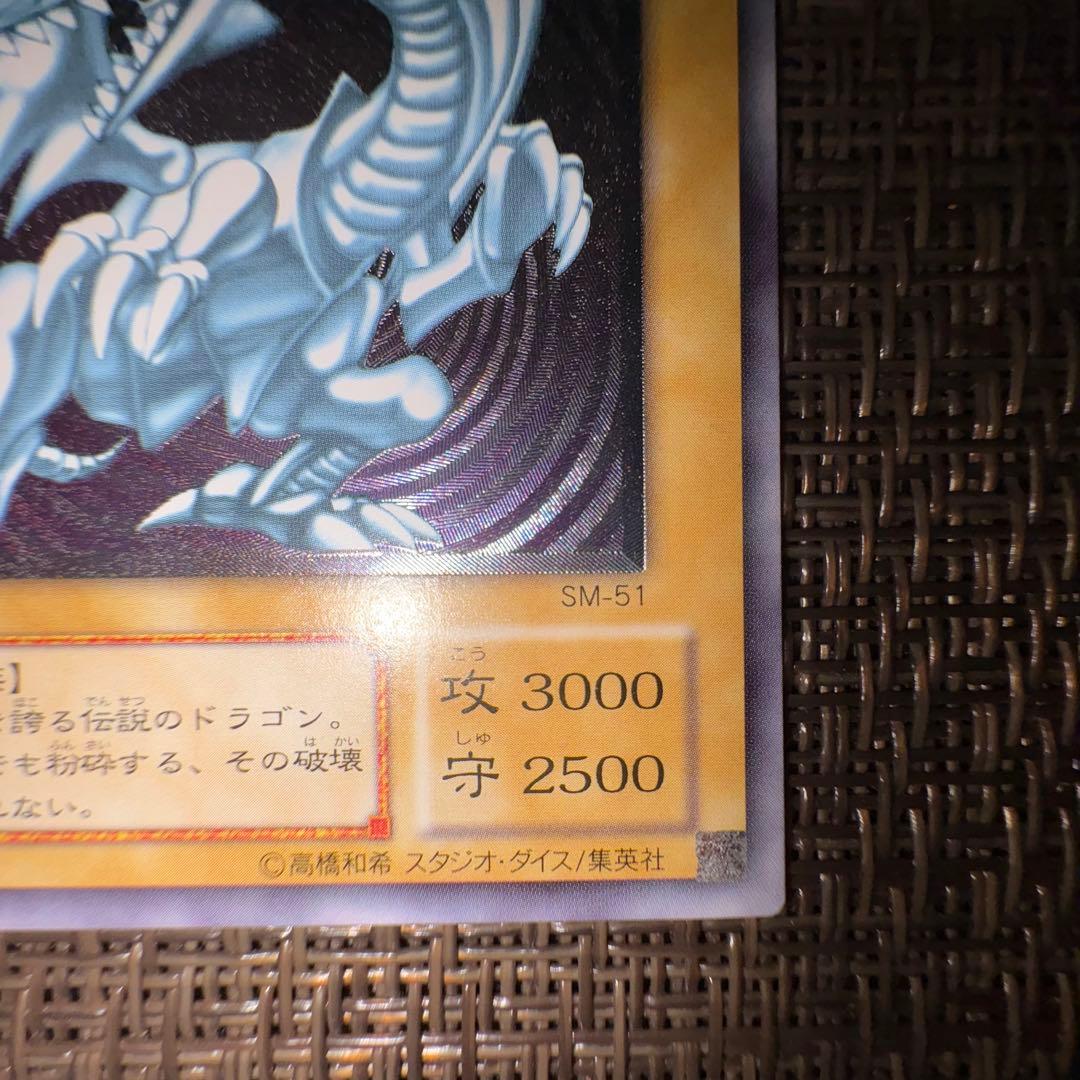 SM-51
攻 3000
守 2500
】
誇る伝説のドラゴン。
も粉砕する、その破壊
ない。
©高橋和希 スタジオ・ダイス/集英社